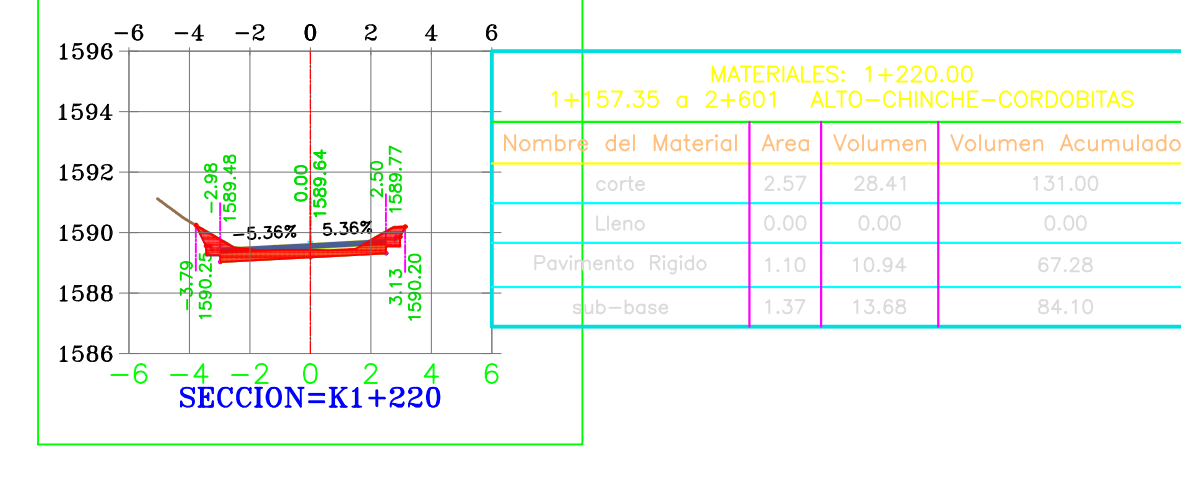 −6 −4 −2 0 2 4 6
1596
1594
1592
1590
1588
1586
−2.98
1589.48
0.00
1589.64
2.50
1589.77
−5.36%
5.36%
−3.79
1590.25
3.13
1590.20
−6 −4 −2 0 2 4 6
SECCION=K1+220
MATERIALES: 1+220.00
1+157.35 a 2+601 ALTO−CHINCHE−CORDOBITAS
Nombre del Material Area Volumen Volumen Acumulado
corte 2.57 28.41 131.00
Lleno 0.00 0.00 0.00
Pavimento Rigido 1.10 10.94 67.28
sub−base 1.37 13.68 84.10